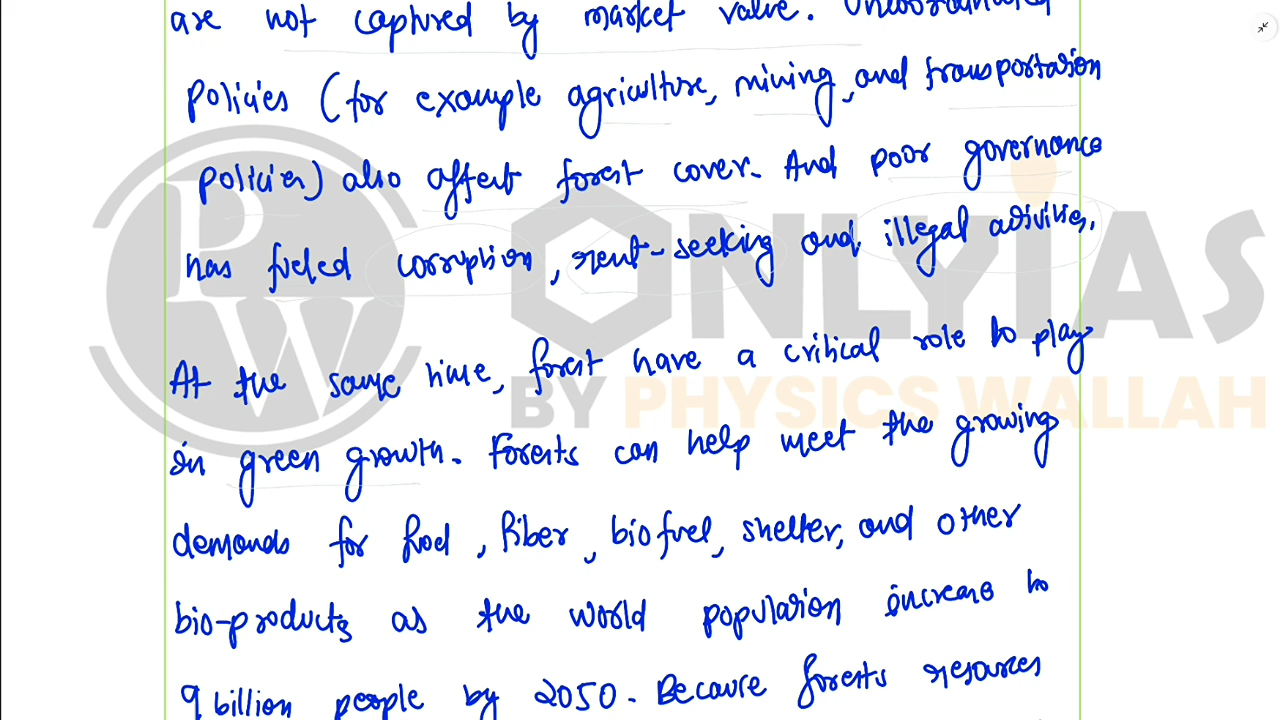 are not captured by market value. Uncoordinated
policies (for example agriculture, mining, and transportation
policies) also affect forest cover. And poor governance
has fueled corruption, rent-seeking and illegal activities.
At the same time, forest have a critical role to play
in green growth. Forests can help meet the growing
demands for food, fiber, biofuel, shelter, and other
bio-products as the world population increase to
9 billion people by 2050. Because forests resources
PW ONLYIAS
BY PHYSICS WALLAH